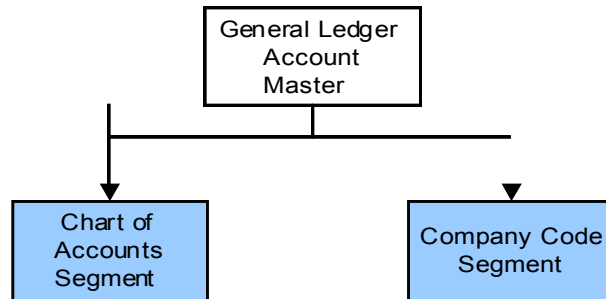 General Ledger
Account
Master
Chart of
Accounts
Segment
Company Code
Segment